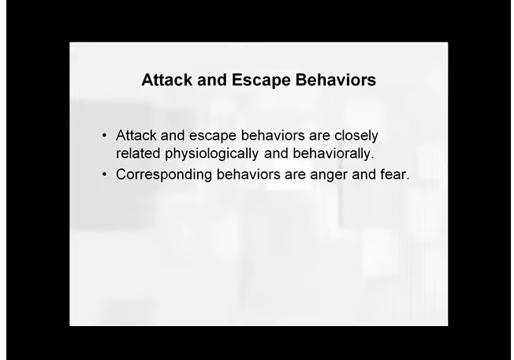 Attack and Escape Behaviors
• Attack and escape behaviors are closely
related physiologically and behaviorally.
• Corresponding behaviors are anger and fear.